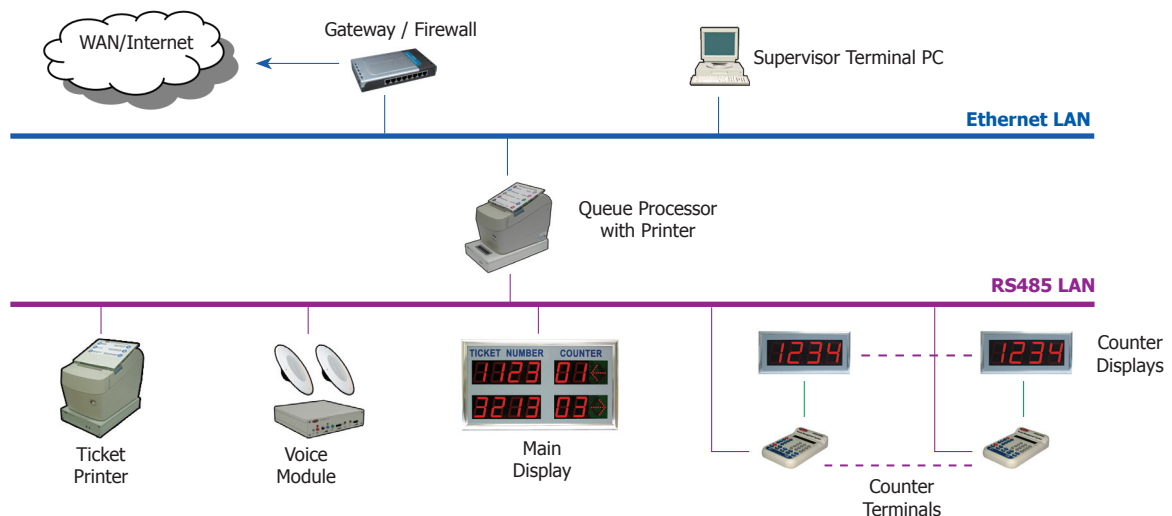 WAN/Internet
Gateway / Firewall
Supervisor Terminal PC
Ethernet LAN
Queue Processor
with Printer
RS485 LAN
TICKET NUMBER COUNTER
1123 01
3213 03
1234
1234
Counter
Displays
Ticket
Printer
Voice
Module
Main
Display
Counter
Terminals